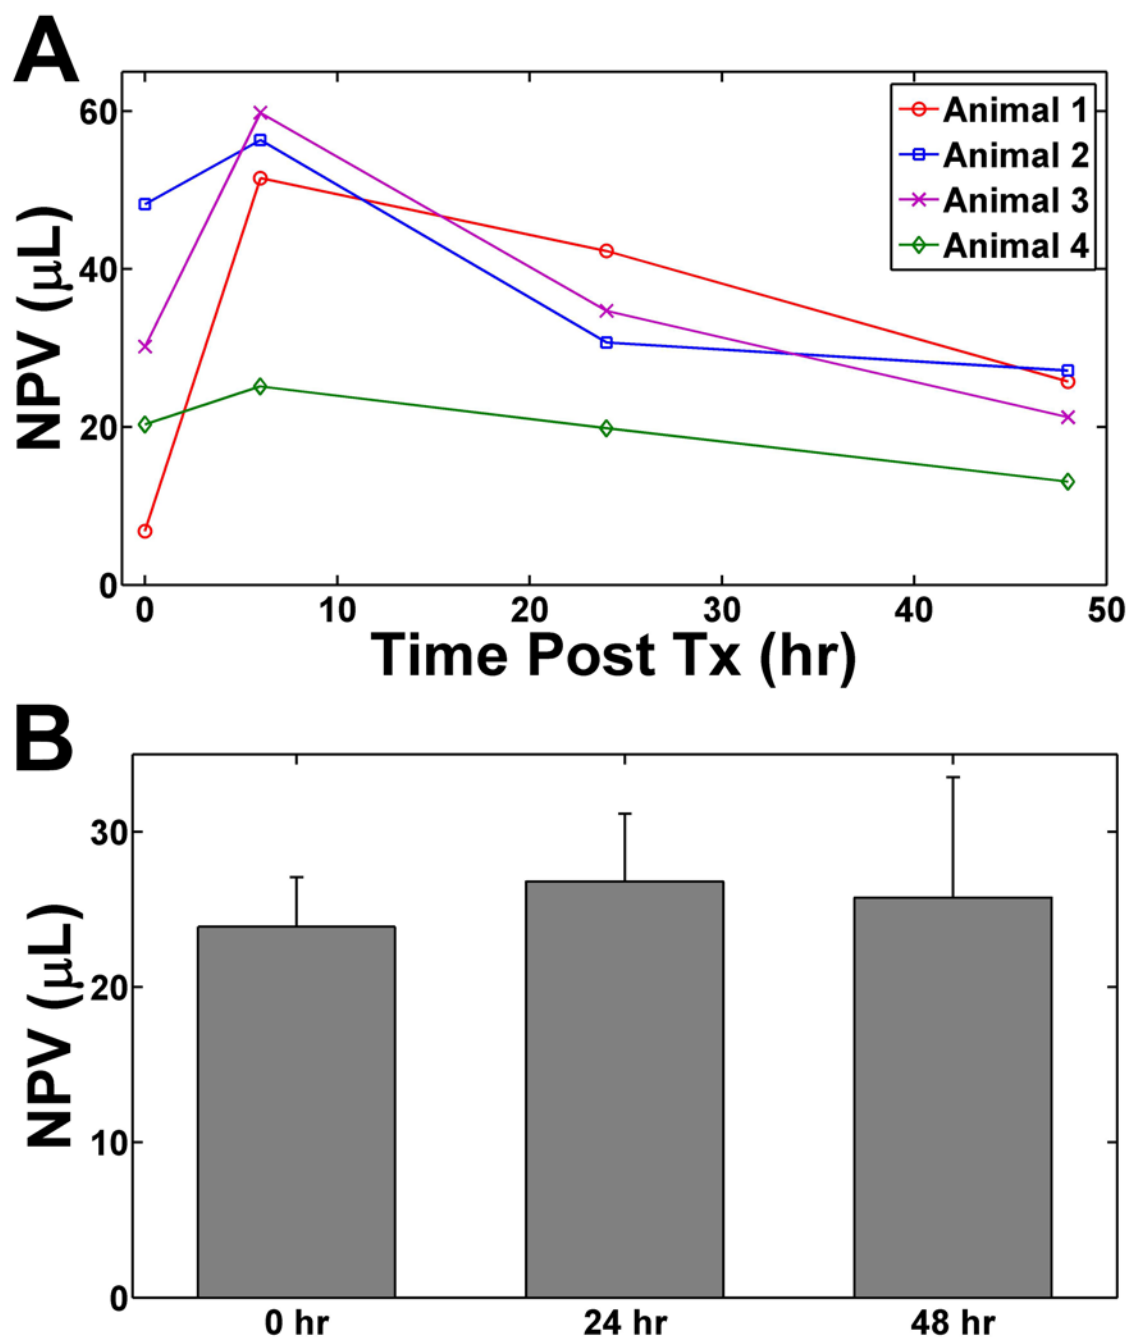 A
60
40
20
0
NPV (μL)
Animal 1
Animal 2
Animal 3
Animal 4
0 10 20 30 40 50
Time Post Tx (hr)
B
30
20
10
0
NPV (μL)
0 hr 24 hr 48 hr